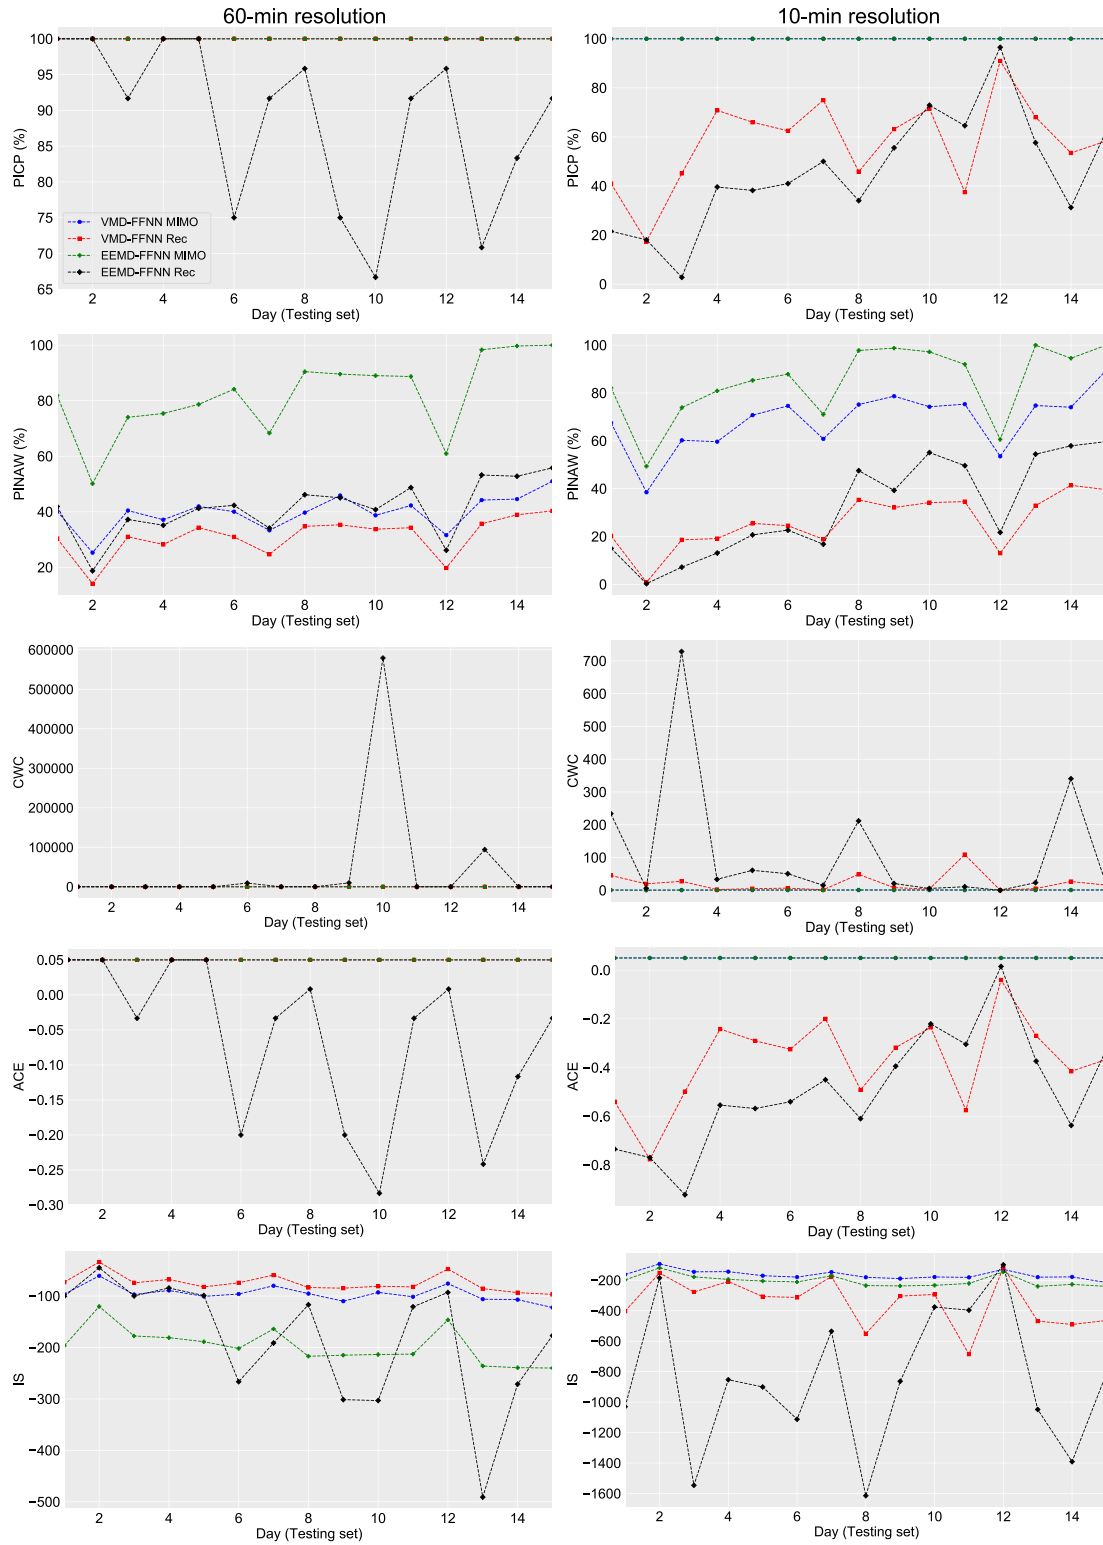 60-min resolution
10-min resolution
PICP (%)
100
95
90
85
80
75
70
65
VMD-FFNN MIMO
VMD-FFNN Rec
EEMD-FFNN MIMO
EEMD-FFNN Rec
2 4 6 8 10 12 14
Day (Testing set)
PICP (%)
100
80
60
40
20
0
2 4 6 8 10 12 14
Day (Testing set)
PINAW (%)
100
80
60
40
20
2 4 6 8 10 12 14
Day (Testing set)
PINAW (%)
100
80
60
40
20
0
2 4 6 8 10 12 14
Day (Testing set)
CWC
600000
500000
400000
300000
200000
100000
0
2 4 6 8 10 12 14
Day (Testing set)
CWC
700
600
500
400
300
200
100
0
2 4 6 8 10 12 14
Day (Testing set)
ACE
0.05
0.00
−0.05
−0.10
−0.15
−0.20
−0.25
−0.30
2 4 6 8 10 12 14
Day (Testing set)
ACE
0.0
−0.2
−0.4
−0.6
−0.8
2 4 6 8 10 12 14
Day (Testing set)
IS
−100
−200
−300
−400
−500
2 4 6 8 10 12 14
Day (Testing set)
IS
−200
−400
−600
−800
−1000
−1200
−1400
−1600
2 4 6 8 10 12 14
Day (Testing set)